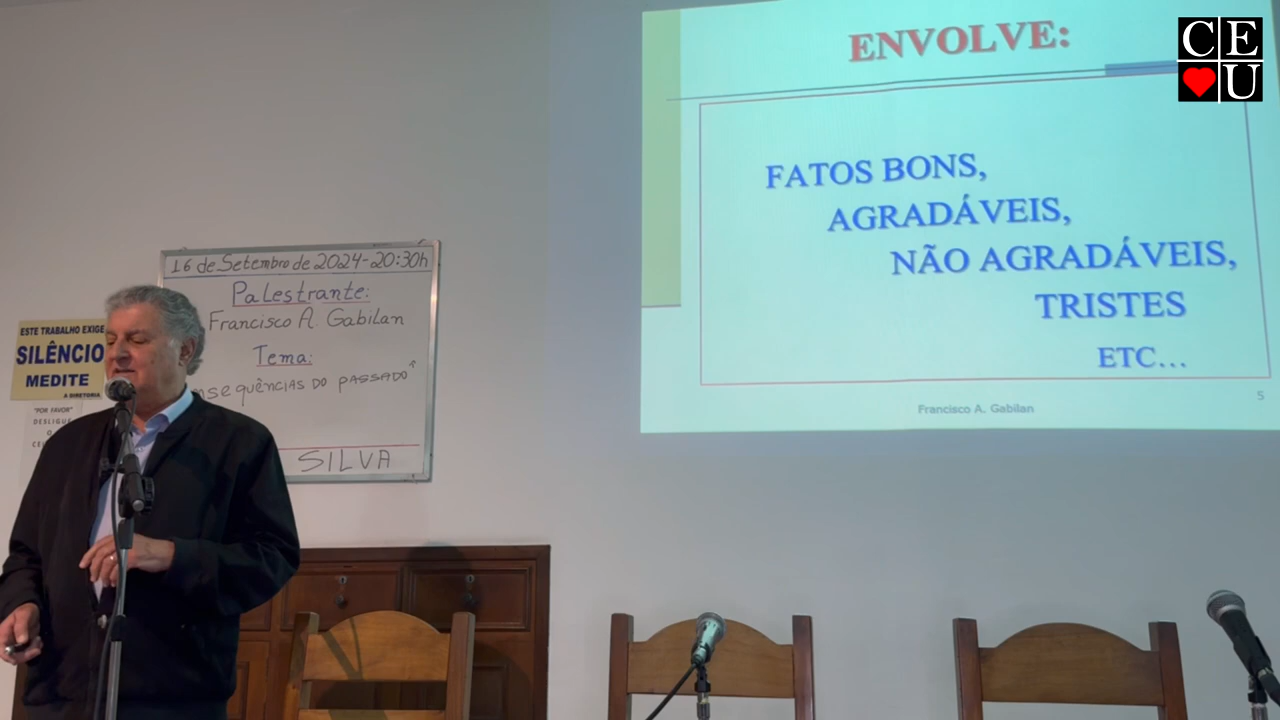 ENVOLVE:
FATOS BONS,
AGRADÁVEIS,
NÃO AGRADÁVEIS,
TRISTES
ETC...
Francisco A. Gabilan
5
CE
U
16 de Setembro de 2024-20:30h
Palestrante:
Francisco A. Gabilan
Tema:
DO PASSADO
SILVA
ESTE TRABALHO EXIGE
SILÊNCIO
MEDITE
A DIRETORIA
"POR FAVOR"
DESLIGUE
O